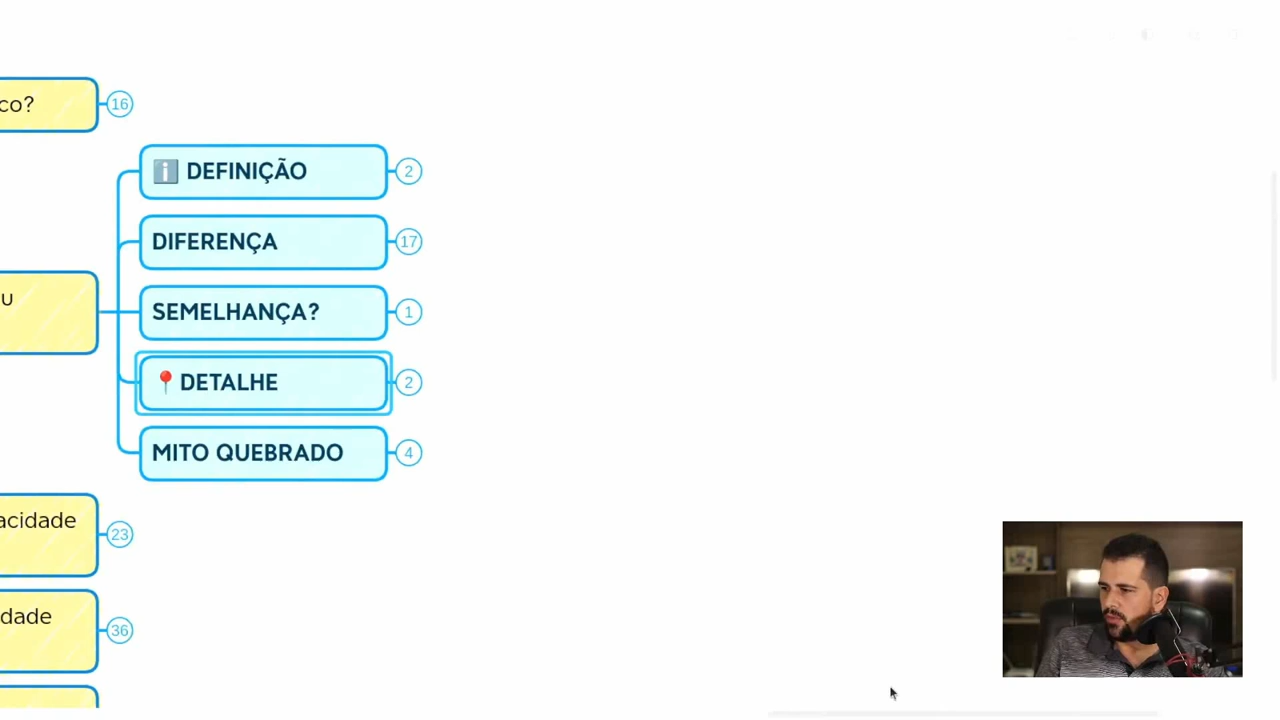 co?
16
ℹ️ DEFINIÇÃO
2
DIFERENÇA
17
u
SEMELHANÇA?
1
📍DETALHE
2
MITO QUEBRADO
4
acidade
23
dade
36